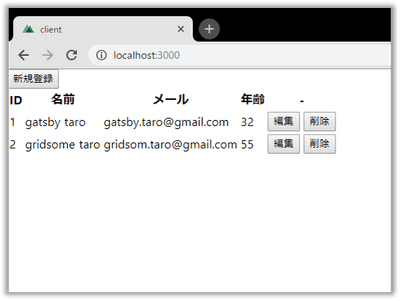 client
localhost:3000
新規登録
ID 名前 メール 年齢 -
1 gatsby taro gatsby.taro@gmail.com 32 編集 削除
2 gridsome taro gridsom.taro@gmail.com 55 編集 削除